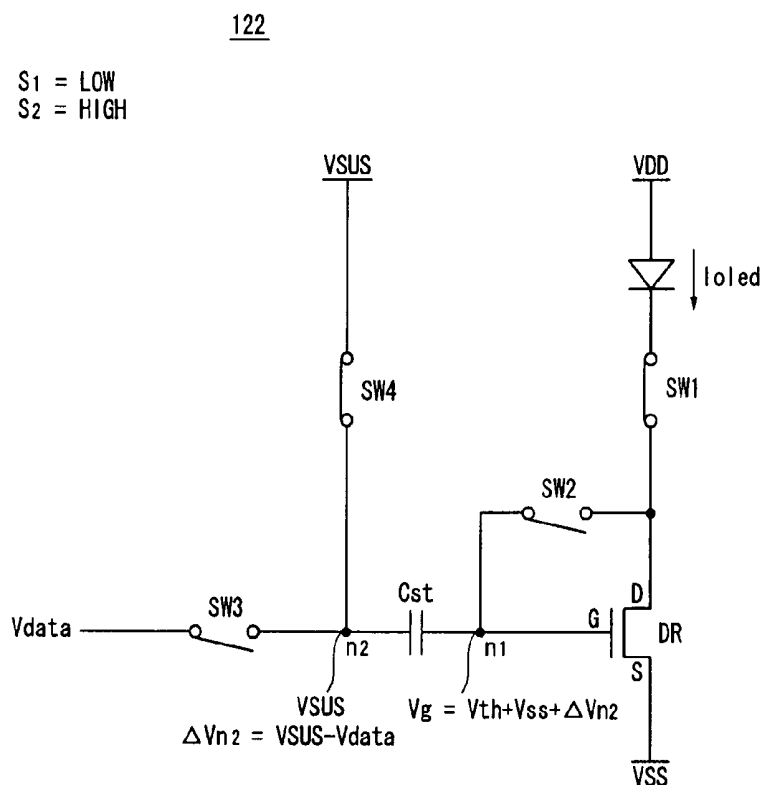 122
S1 = LOW
S2 = HIGH
VSUS
VDD
Ioled
SW4
SW1
SW2
Vdata
SW3
Cst
D
G
DR
n2
n1
S
VSUS
ΔVn2 = VSUS-Vdata
Vg = Vth+Vss+ΔVn2
VSS